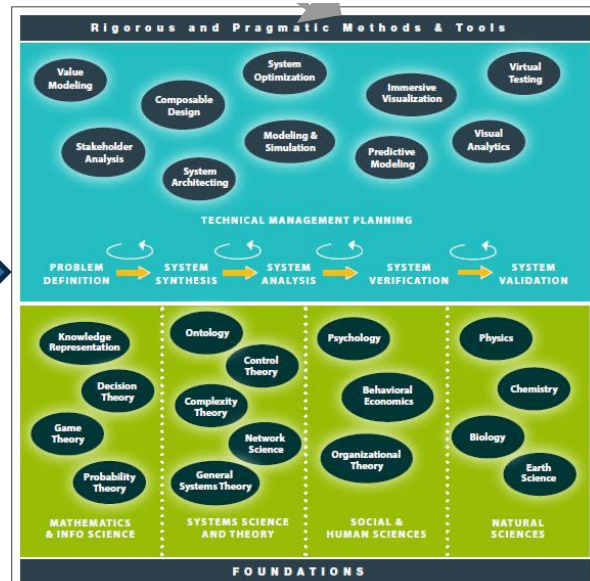 Rigorous and Pragmatic Methods & Tools
Value
Modeling
Composable
Design
System
Optimization
Immersive
Visualization
Virtual
Testing
Stakeholder
Analysis
System
Architecting
Modeling &
Simulation
Predictive
Modeling
Visual
Analytics
TECHNICAL MANAGEMENT PLANNING
PROBLEM
DEFINITION
SYSTEM
SYNTHESIS
SYSTEM
ANALYSIS
SYSTEM
VERIFICATION
SYSTEM
VALIDATION
Knowledge
Representation
Decision
Theory
Game
Theory
Probability
Theory
MATHEMATICS
& INFO SCIENCE
Ontology
Control
Theory
Complexity
Theory
Network
Science
General
Systems Theory
SYSTEMS SCIENCE
AND THEORY
Psychology
Behavioral
Economics
Organizational
Theory
SOCIAL &
HUMAN SCIENCES
Physics
Chemistry
Biology
Earth
Science
NATURAL
SCIENCES
FOUNDATIONS